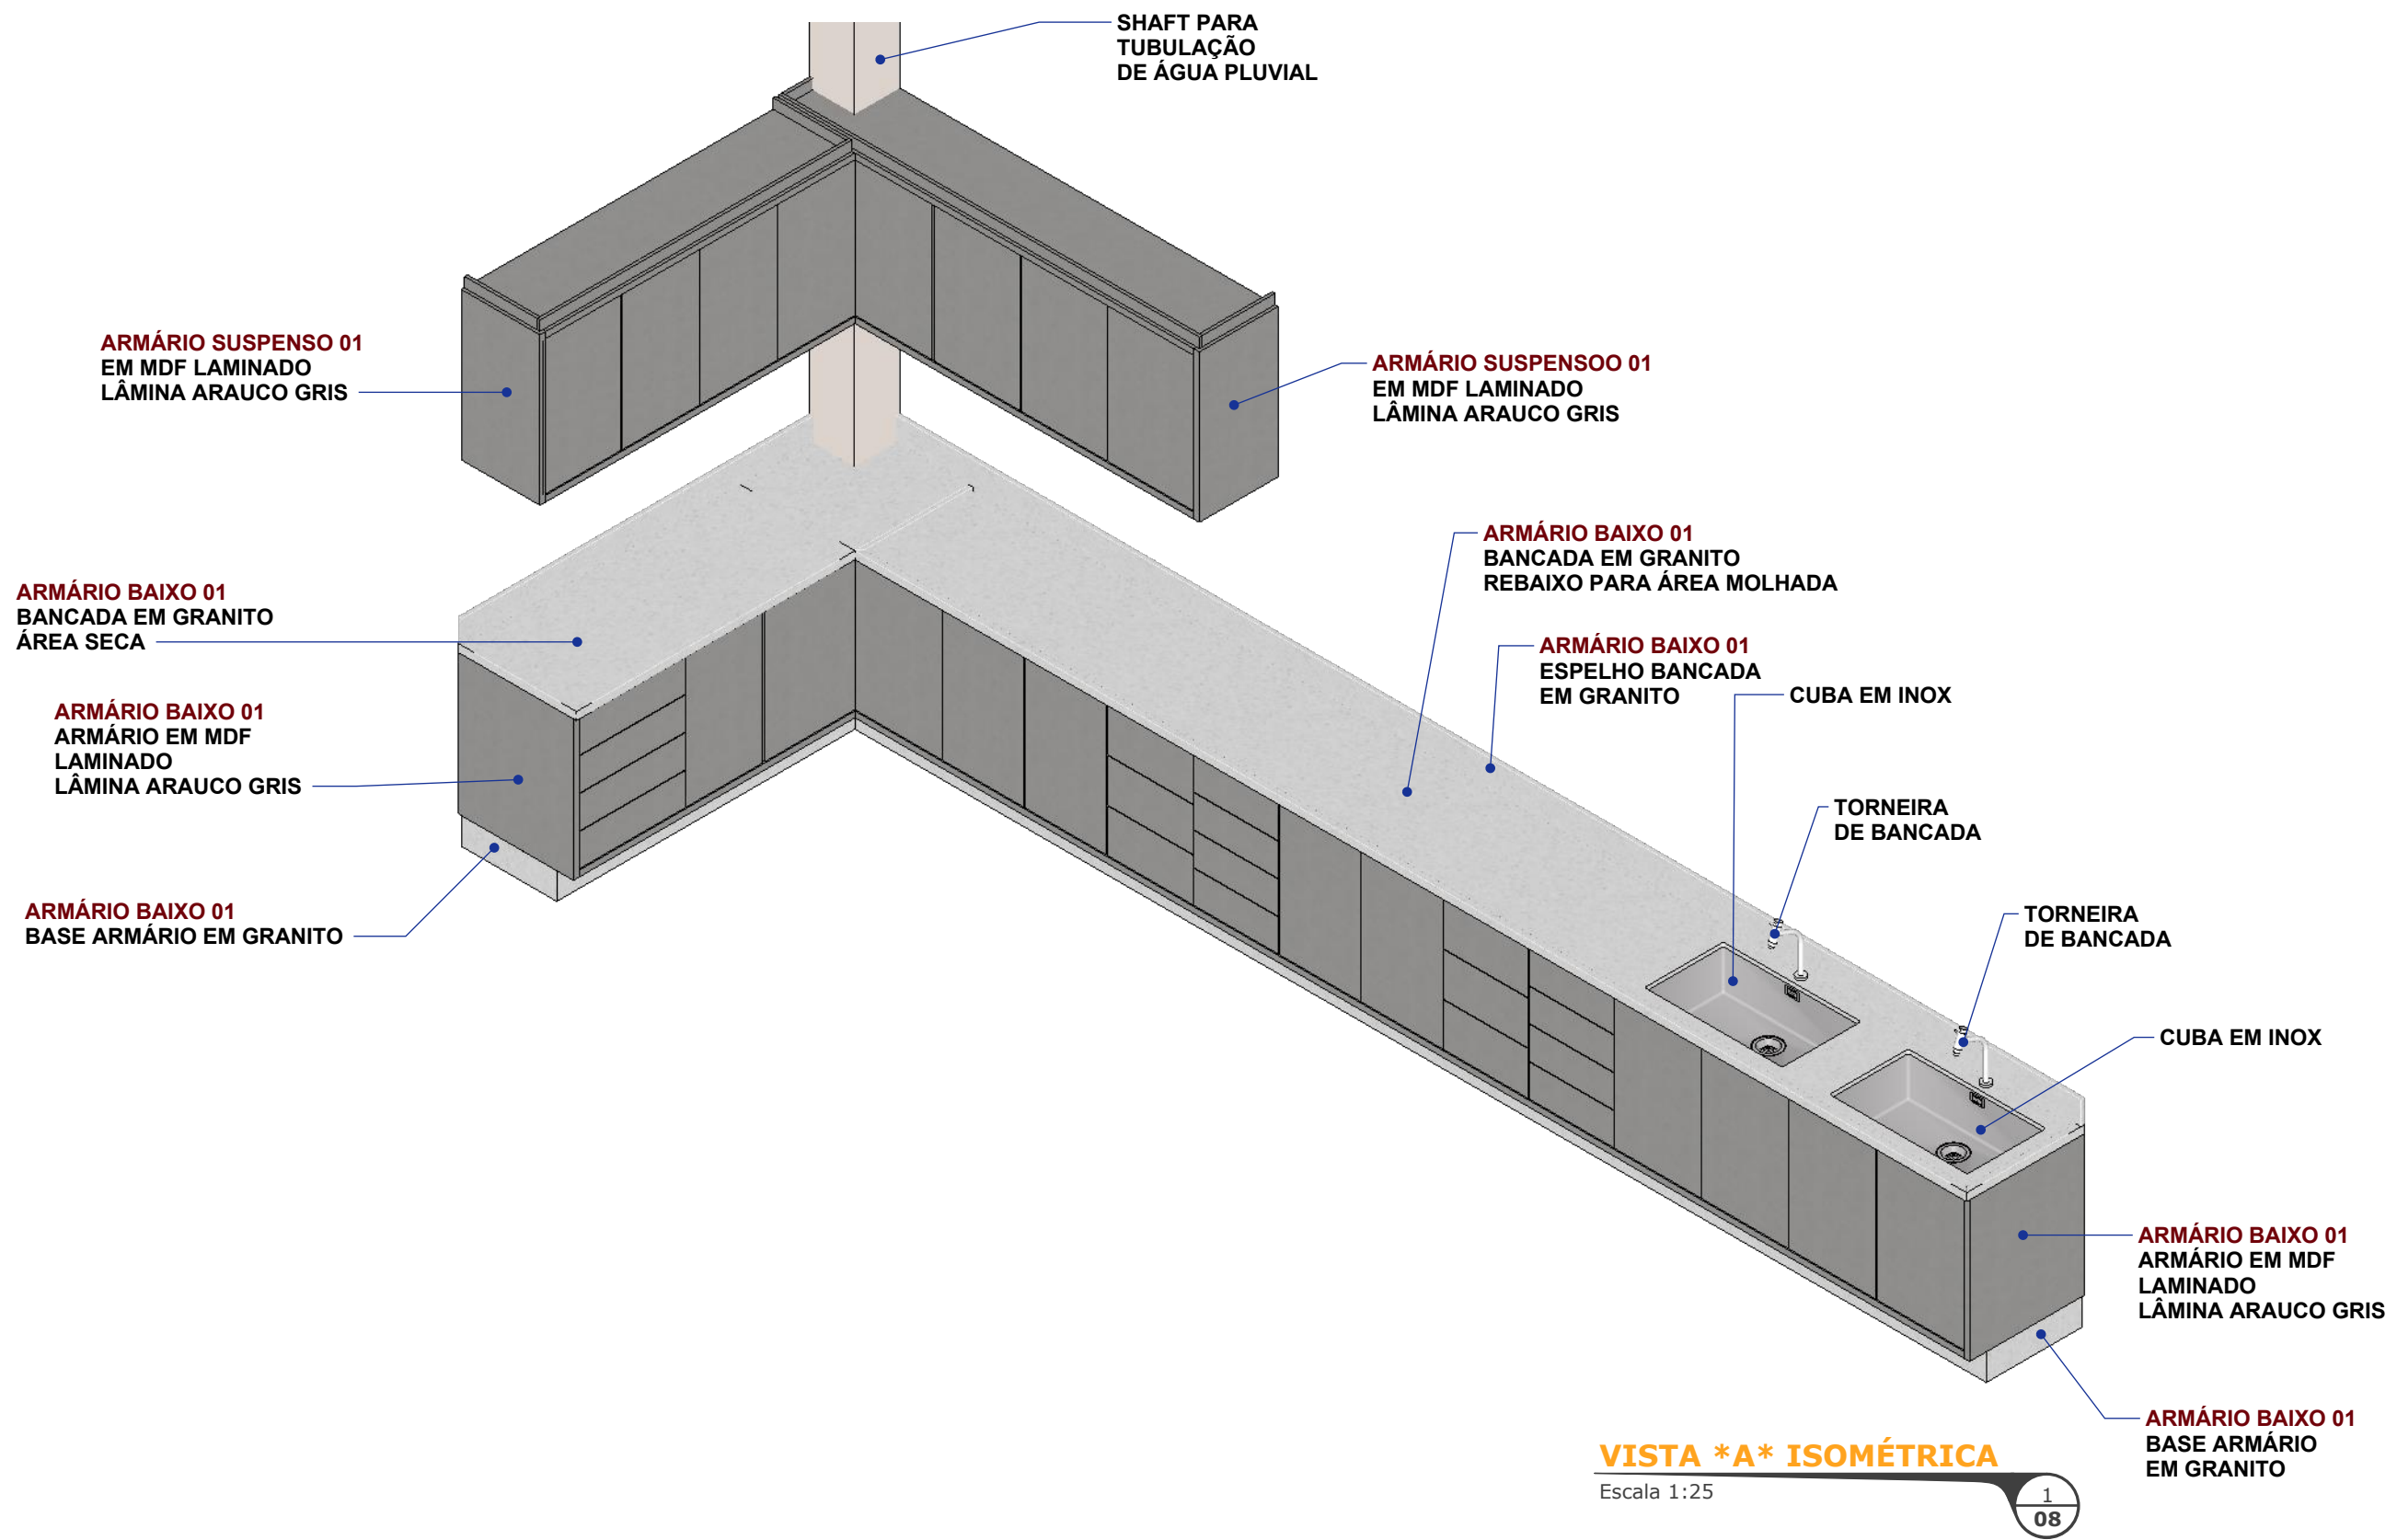 SHAFT PARA
TUBULAÇÃO
DE ÁGUA PLUVIAL
ARMÁRIO SUSPENSO 01
EM MDF LAMINADO
LÂMINA ARAUCO GRIS
ARMÁRIO SUSPENSOO 01
EM MDF LAMINADO
LÂMINA ARAUCO GRIS
ARMÁRIO BAIXO 01
BANCADA EM GRANITO
REBAIXO PARA ÁREA MOLHADA
ARMÁRIO BAIXO 01
BANCADA EM GRANITO
ÁREA SECA
ARMÁRIO BAIXO 01
ESPELHO BANCADA
EM GRANITO
CUBA EM INOX
ARMÁRIO BAIXO 01
ARMÁRIO EM MDF
LAMINADO
LÂMINA ARAUCO GRIS
TORNEIRA
DE BANCADA
ARMÁRIO BAIXO 01
BASE ARMÁRIO EM GRANITO
TORNEIRA
DE BANCADA
CUBA EM INOX
ARMÁRIO BAIXO 01
ARMÁRIO EM MDF
LAMINADO
LÂMINA ARAUCO GRIS
ARMÁRIO BAIXO 01
BASE ARMÁRIO
EM GRANITO
VISTA *A* ISOMÉTRICA
Escala 1:25
1
08